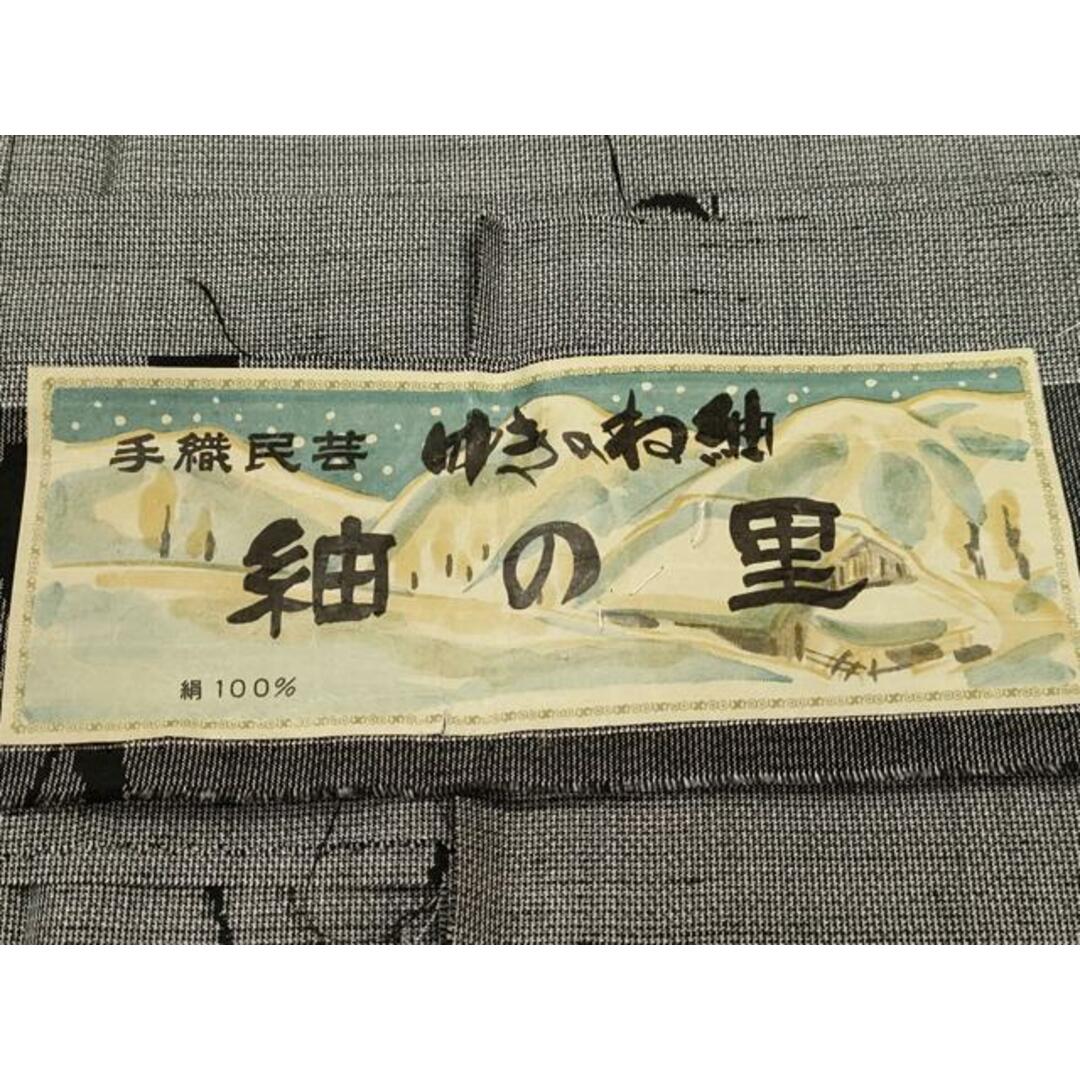 手織民芸 ゆきのね紬
紬の里
絹100%